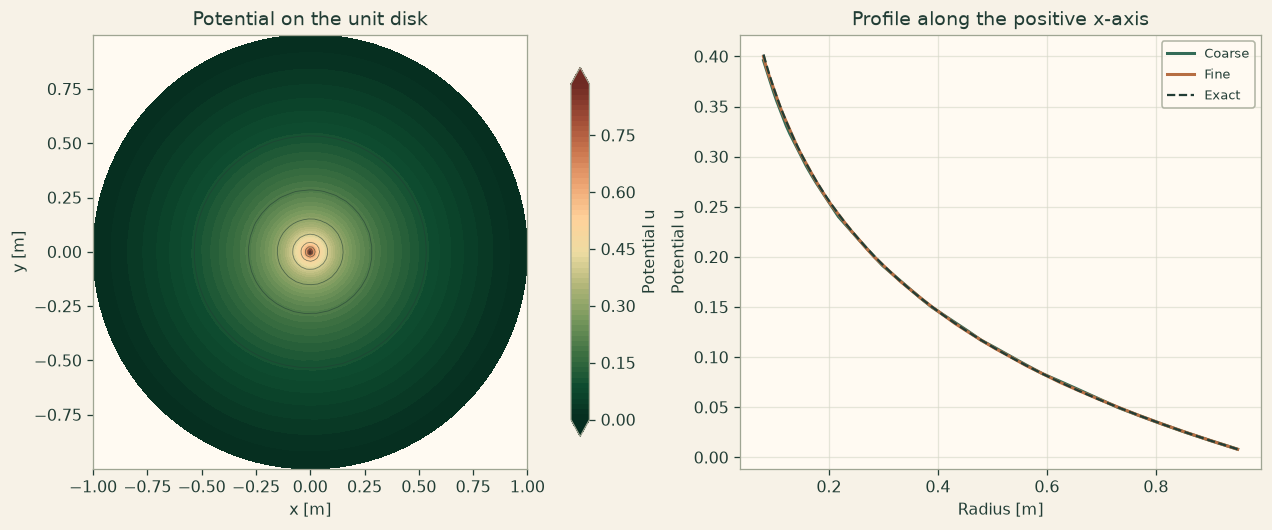 Potential on the unit disk
0.75
0.50
0.25
0.00
−0.25
−0.50
−0.75
y [m]
−1.00 −0.75 −0.50 −0.25 0.00 0.25 0.50 0.75 1.00
x [m]
0.75
0.60
0.45
0.30
0.15
0.00
Potential u
Profile along the positive x-axis
0.40
0.35
0.30
0.25
0.20
0.15
0.10
0.05
0.00
Potential u
0.2 0.4 0.6 0.8
Radius [m]
Coarse
Fine
Exact